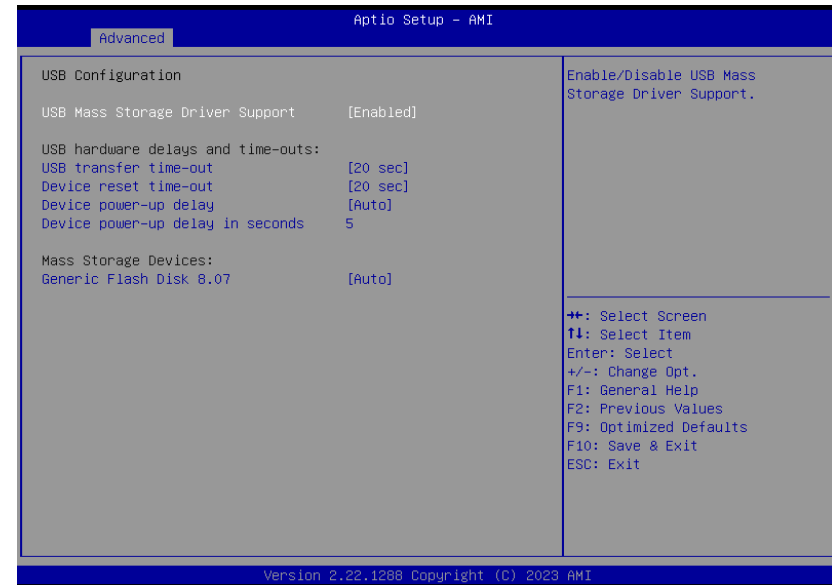 Aptio Setup – AMI
Advanced
USB Configuration
USB Mass Storage Driver Support [Enabled]
USB hardware delays and time-outs:
USB transfer time-out [20 sec]
Device reset time-out [20 sec]
Device power-up delay [Auto]
Device power-up delay in seconds 5
Mass Storage Devices:
Generic Flash Disk 8.07 [Auto]
Enable/Disable USB Mass
Storage Driver Support.
→←: Select Screen
↑↓: Select Item
Enter: Select
+/-: Change Opt.
F1: General Help
F2: Previous Values
F9: Optimized Defaults
F10: Save & Exit
ESC: Exit
Version 2.22.1288 Copyright (C) 2023 AMI